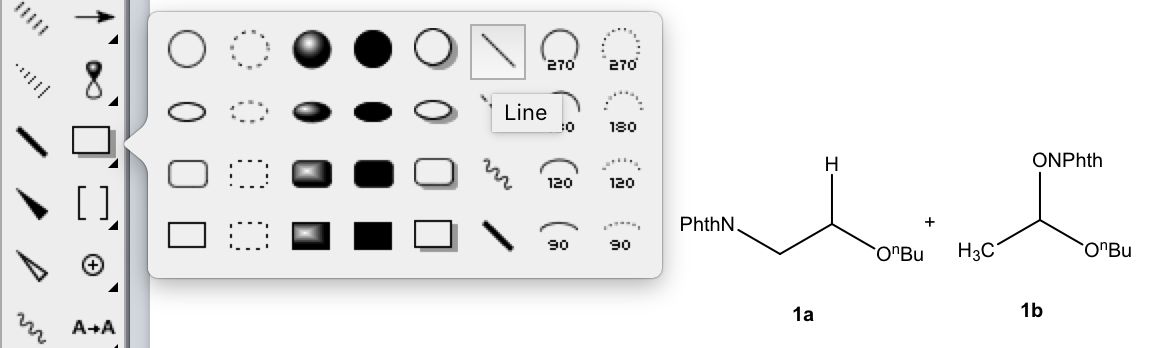 270
270
Line
180
120
120
90
90
A→A
H
PhthN
OⁿBu
+
ONPhth
H₃C
OⁿBu
1a
1b